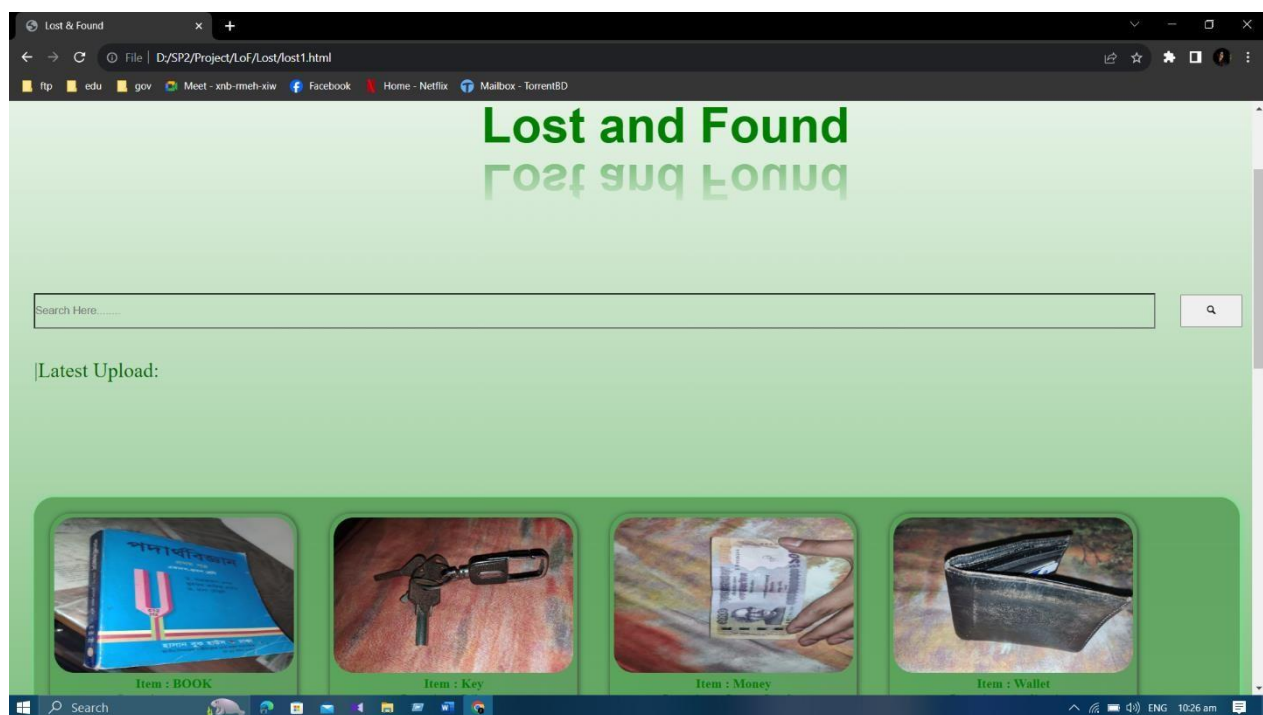 Lost & Found
File | D:/SP2/Project/LoF/Lost/lost1.html
ftp edu gov Meet - xnb-rmeh-xiw Facebook Home - Netflix Mailbox - TorrentBD
Lost and Found
Lost and Found
Search Here........
|Latest Upload:
পদার্থবিজ্ঞান
হাসান বুক হাউস – ঢাকা
Item : BOOK
Item : Key
Item : Money
Item : Wallet
Search
ENG 10:26 am